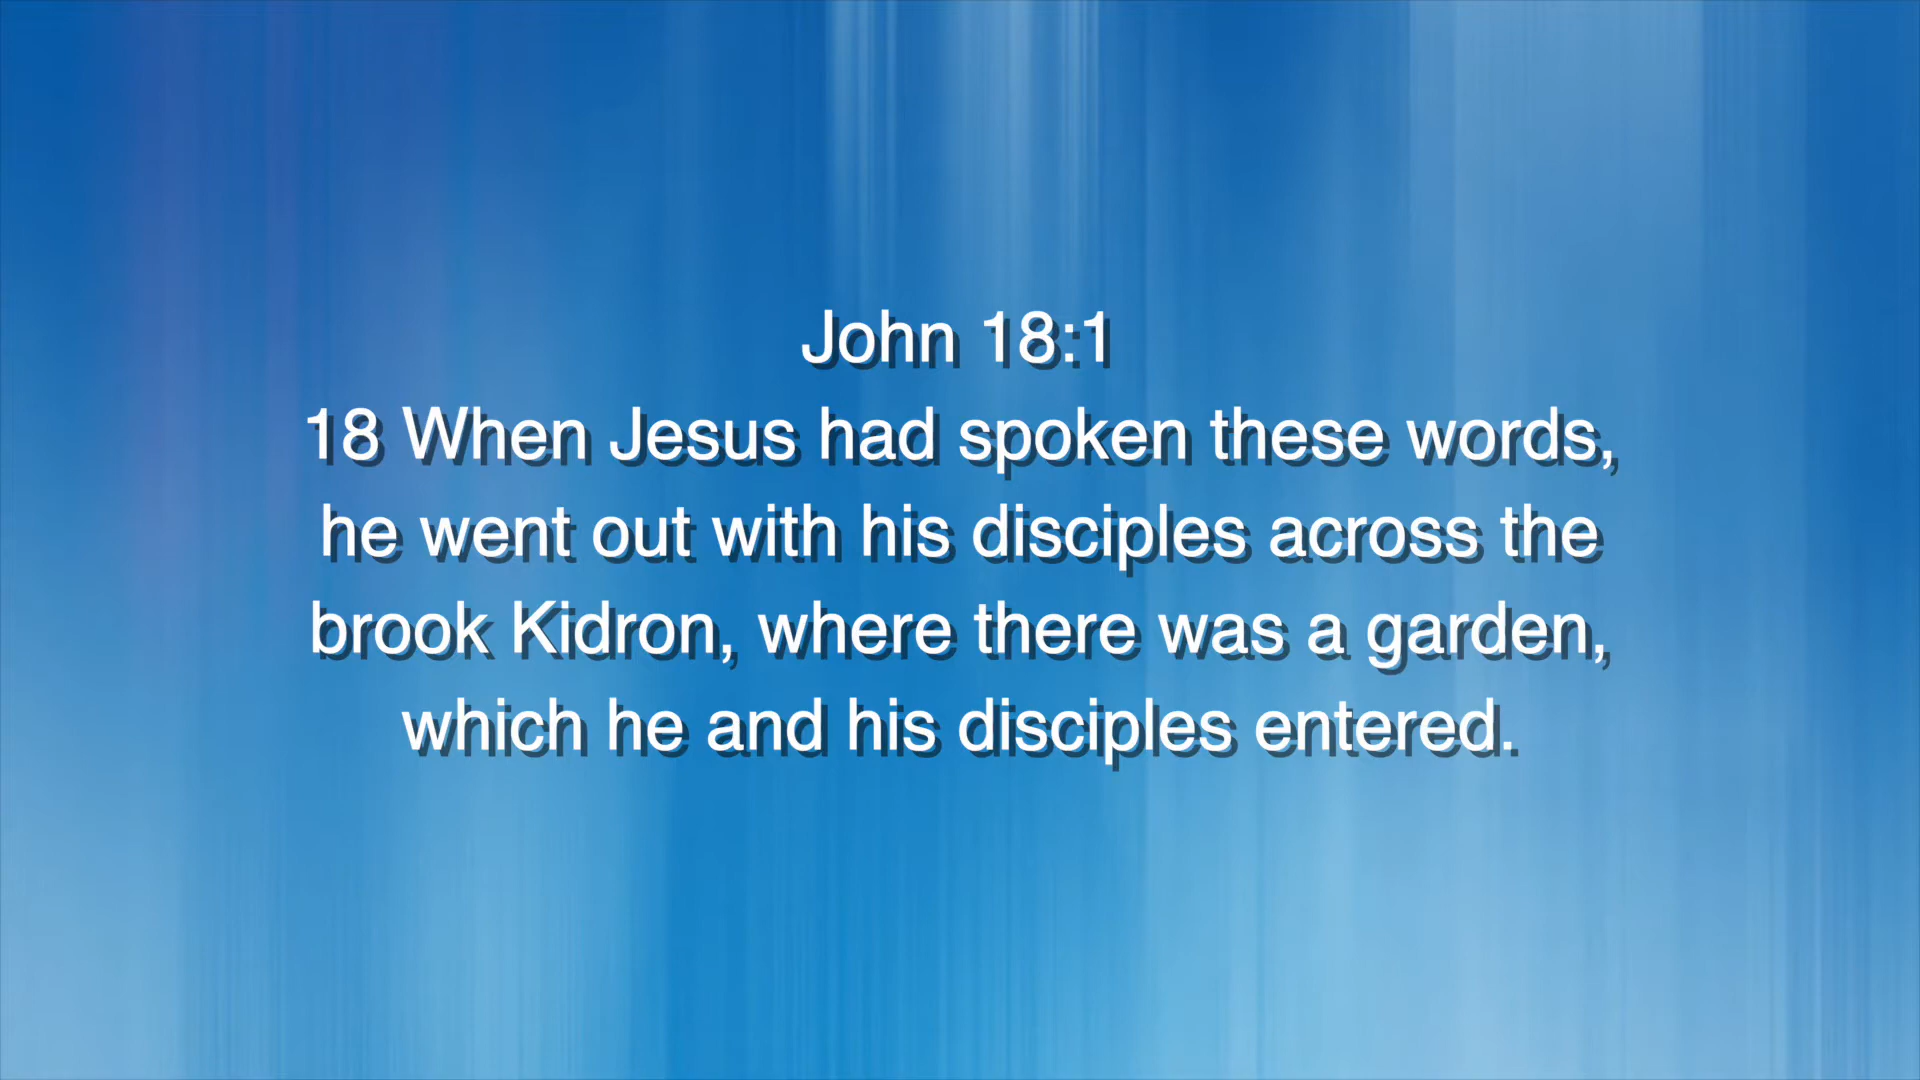 John 18:1
18 When Jesus had spoken these words,
he went out with his disciples across the
brook Kidron, where there was a garden,
which he and his disciples entered.